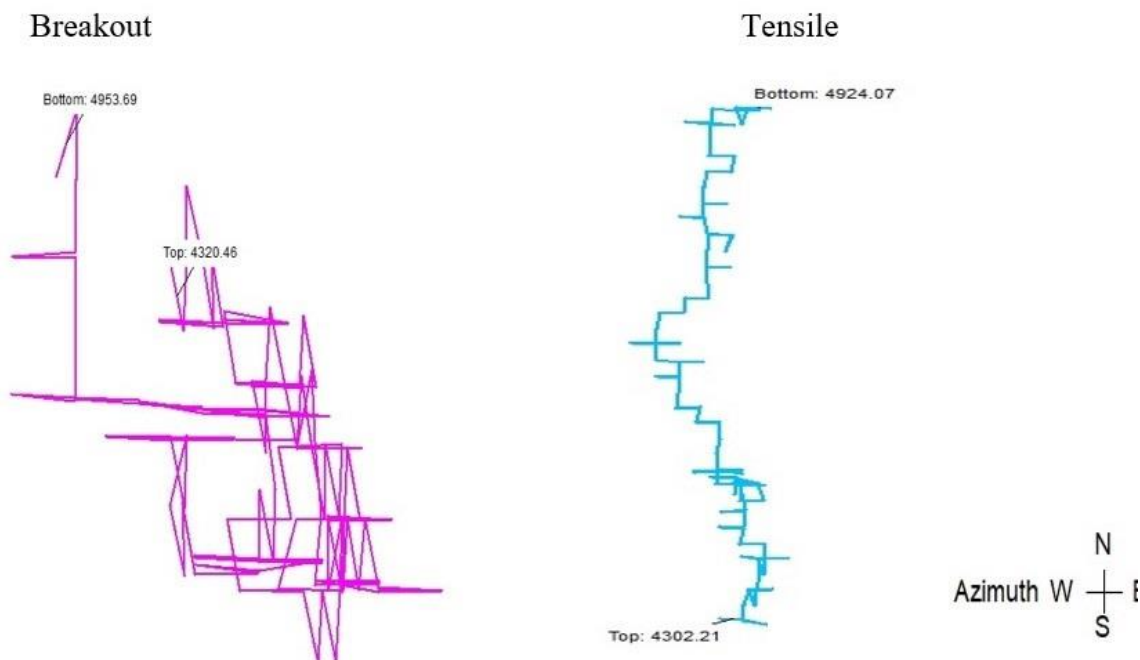 Breakout
Tensile
Bottom: 4953.69
Bottom: 4924.07
Top: 4320.46
Top: 4302.21
N
Azimuth W E
S